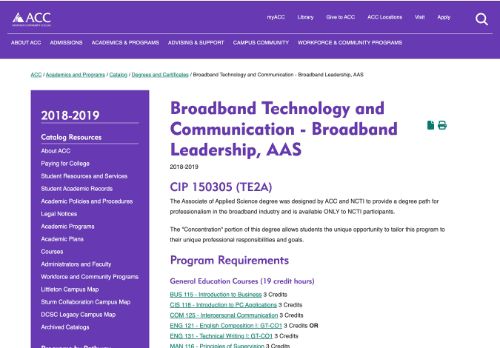 ACC
myACC Library Give to ACC ACC Locations Visit Apply
ABOUT ACC ADMISSIONS ACADEMICS & PROGRAMS ADVISING & SUPPORT CAMPUS COMMUNITY WORKFORCE & COMMUNITY PROGRAMS
ACC / Academics and Programs / Catalog / Degrees and Certificates / Broadband Technology and Communication - Broadband Leadership, AAS
2018-2019
Catalog Resources
About ACC
Paying for College
Student Resources and Services
Student Academic Records
Academic Policies and Procedures
Legal Notices
Academic Programs
Academic Plans
Courses
Administrators and Faculty
Workforce and Community Programs
Littleton Campus Map
Sturm Collaboration Campus Map
DCSC Legacy Campus Map
Archived Catalogs
Broadband Technology and
Communication - Broadband
Leadership, AAS
2018-2019
CIP 150305 (TE2A)
The Associate of Applied Science degree was designed by ACC and NCTI to provide a degree path for
professionalism in the broadband industry and is available ONLY to NCTI participants.
The "Concentration" portion of this degree allows students the unique opportunity to tailor this program to
their unique professional responsibilities and goals.
Program Requirements
General Education Courses (19 credit hours)
BUS 115 - Introduction to Business 3 Credits
CIS 118 - Introduction to PC Applications 3 Credits
COM 125 - Interpersonal Communication 3 Credits
ENG 121 - English Composition I: GT-CO1 3 Credits OR
ENG 131 - Technical Writing I: GT-CO1 3 Credits
MAN 116 - Principles of Supervision 3 Credits